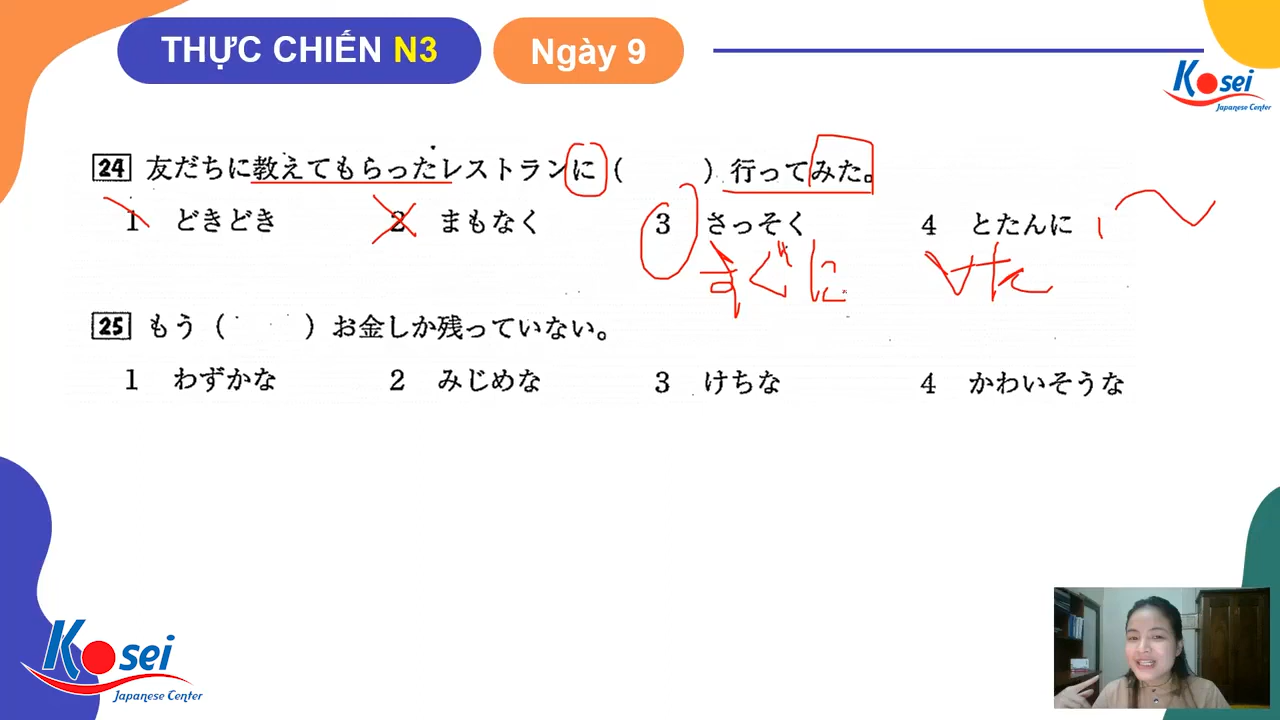 THỰC CHIẾN N3
Ngày 9
Kosei
Japanese Center
24 友だちに教えてもらったレストランに（ ）行ってみた。
1 どきどき 2 まもなく 3 さっそく 4 とたんに
すぐに Vた
25 もう（ ）お金しか残っていない。
1 わずかな 2 みじめな 3 けちな 4 かわいそうな
Kosei
Japanese Center